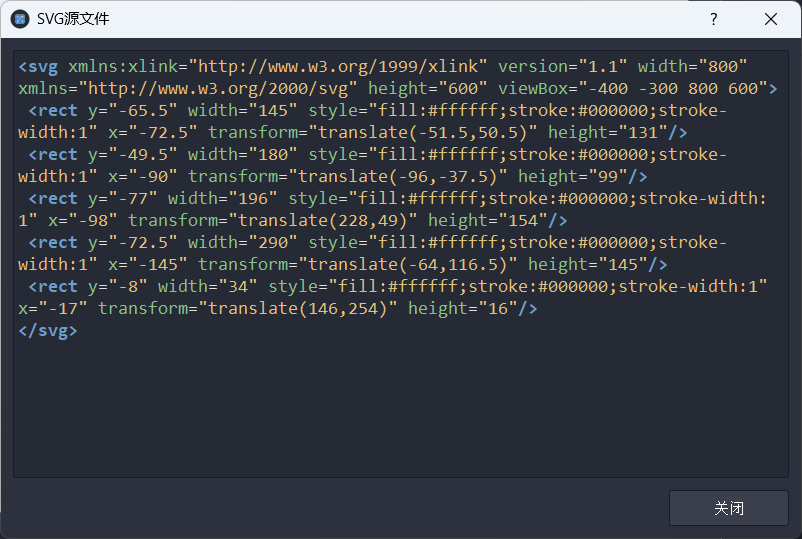 SVG源文件
<svg xmlns:xlink="http://www.w3.org/1999/xlink" version="1.1" width="800"
xmlns="http://www.w3.org/2000/svg" height="600" viewBox="-400 -300 800 600">
 <rect y="-65.5" width="145" style="fill:#ffffff;stroke:#000000;stroke-
width:1" x="-72.5" transform="translate(-51.5,50.5)" height="131"/>
 <rect y="-49.5" width="180" style="fill:#ffffff;stroke:#000000;stroke-
width:1" x="-90" transform="translate(-96,-37.5)" height="99"/>
 <rect y="-77" width="196" style="fill:#ffffff;stroke:#000000;stroke-width:
1" x="-98" transform="translate(228,49)" height="154"/>
 <rect y="-72.5" width="290" style="fill:#ffffff;stroke:#000000;stroke-
width:1" x="-145" transform="translate(-64,116.5)" height="145"/>
 <rect y="-8" width="34" style="fill:#ffffff;stroke:#000000;stroke-width:1"
x="-17" transform="translate(146,254)" height="16"/>
</svg>
关闭